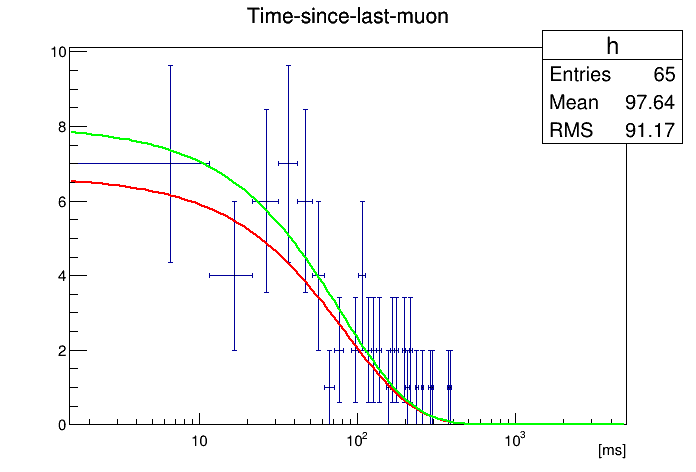 Time-since-last-muon
h
Entries 65
Mean 97.64
RMS 91.17
10
8
6
4
2
0
10 10² 10³
[ms]